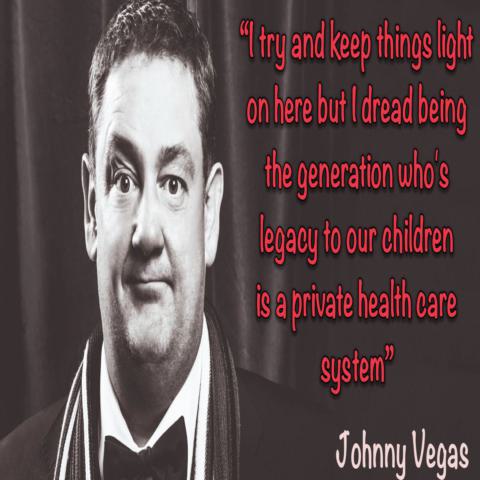 “I try and keep things light
on here but I dread being
the generation who's
legacy to our children
is a private health care
system”
Johnny Vegas